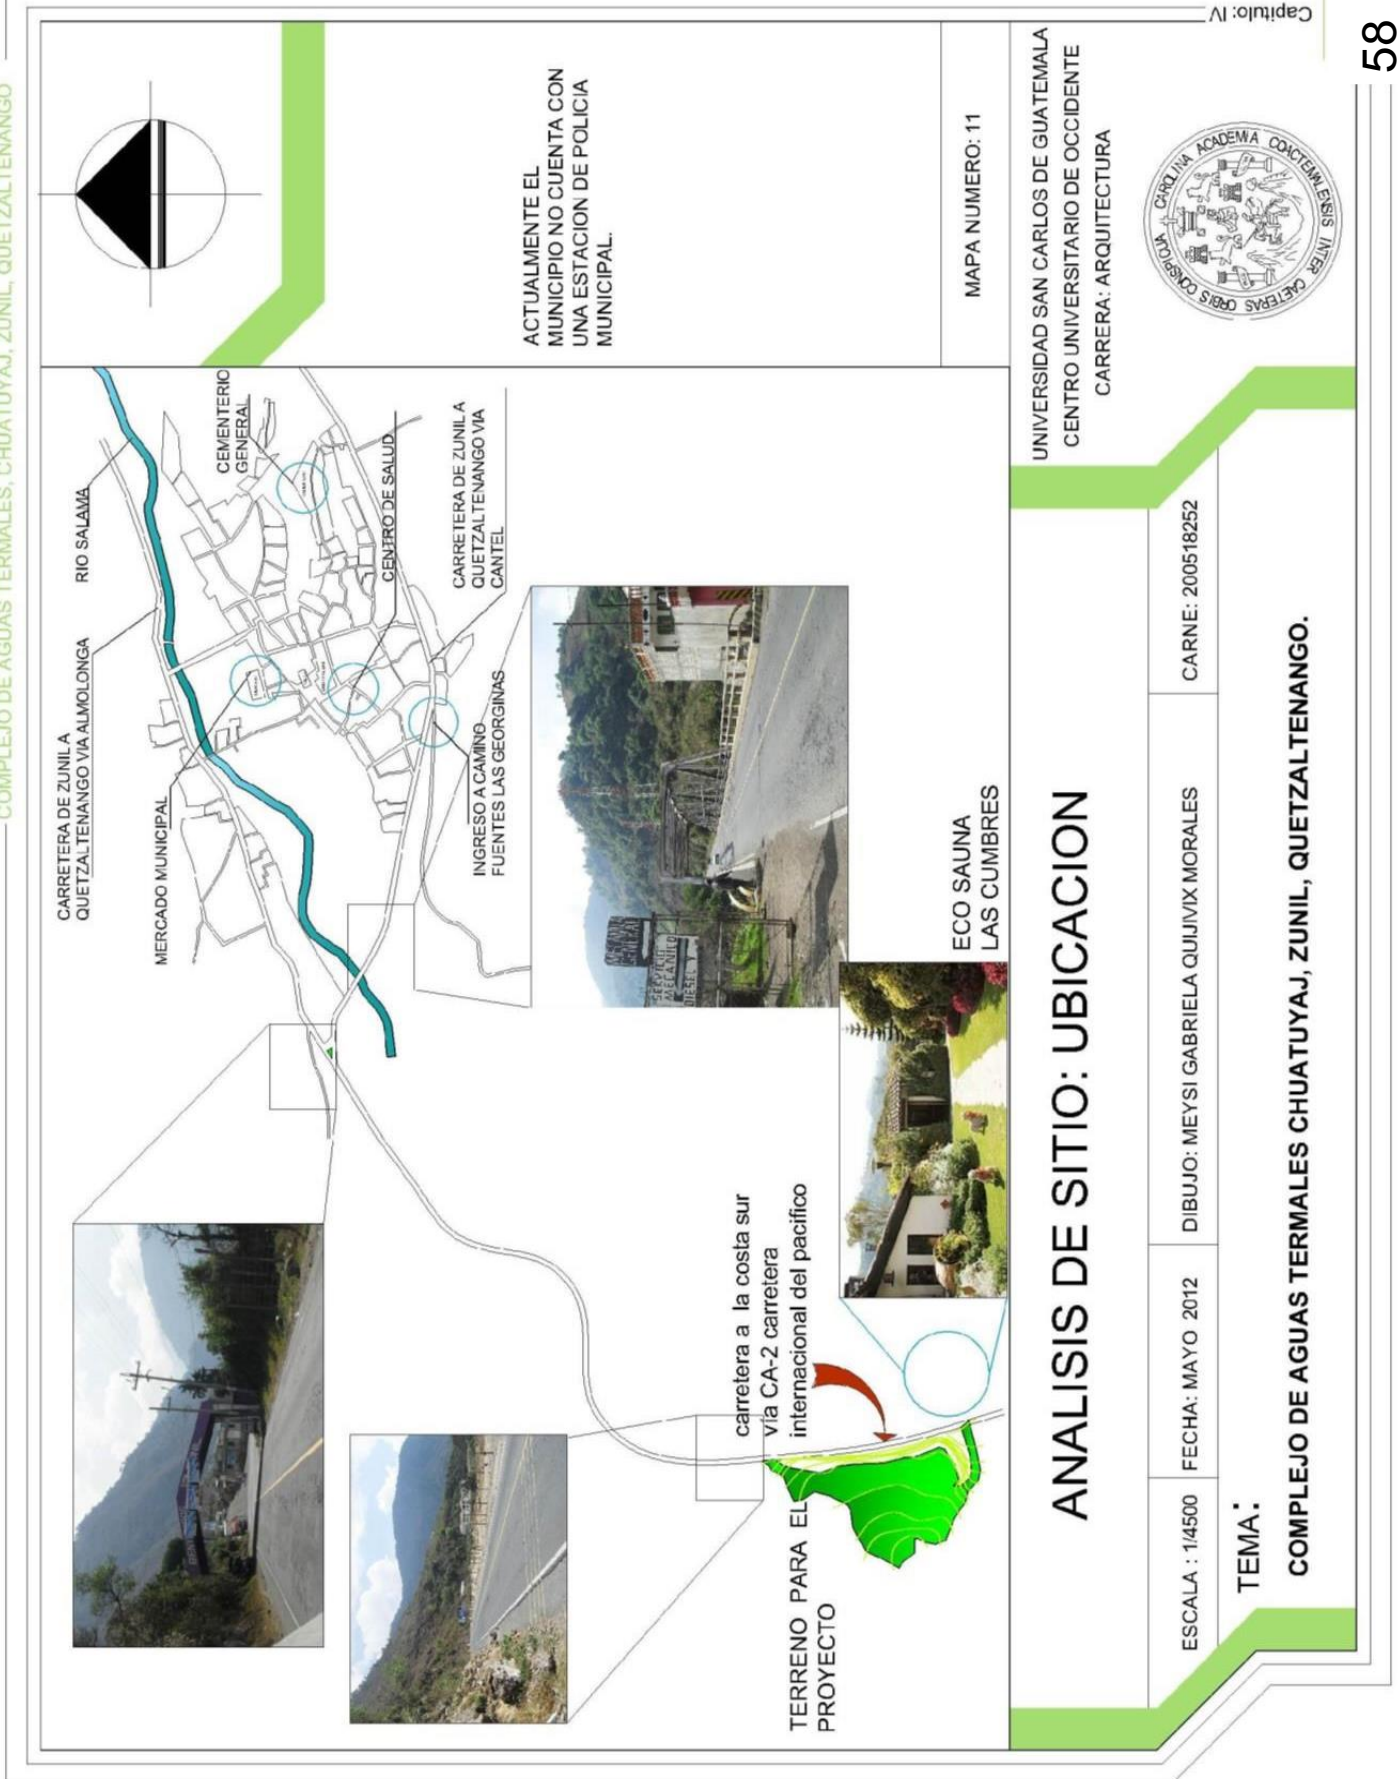 COMPLEJO DE AGUAS TERMALES, CHUATUYAJ, ZUNIL, QUETZALTENANGO
CARRETERA DE ZUNIL A
QUETZALTENANGO VIA ALMOLONGA
RIO SALAMA
MERCADO MUNICIPAL
CEMENTERIO
GENERAL
CENTRO DE SALUD
CARRETERA DE ZUNIL A
QUETZALTENANGO VIA
CANTEL
INGRESO A CAMINO
FUENTES LAS GEORGINAS
SERVICIO
MECANICO
DIESEL
carretera a la costa sur
vía CA-2 carretera
internacional del pacifico
ECO SAUNA
LAS CUMBRES
TERRENO PARA EL
PROYECTO
ACTUALMENTE EL
MUNICIPIO NO CUENTA CON
UNA ESTACION DE POLICIA
MUNICIPAL.
MAPA NUMERO: 11
ANALISIS DE SITIO: UBICACION
ESCALA : 1/4500
FECHA: MAYO 2012
DIBUJO: MEYSI GABRIELA QUIJIVIX MORALES
CARNE: 200518252
TEMA:
COMPLEJO DE AGUAS TERMALES CHUATUYAJ, ZUNIL, QUETZALTENANGO.
UNIVERSIDAD SAN CARLOS DE GUATEMALA
CENTRO UNIVERSITARIO DE OCCIDENTE
CARRERA: ARQUITECTURA
CAROLINA ACADEMIA COACTEMALENSIS INTER CAETERAS ORBIS CONSPICUA
Capitulo: IV
58